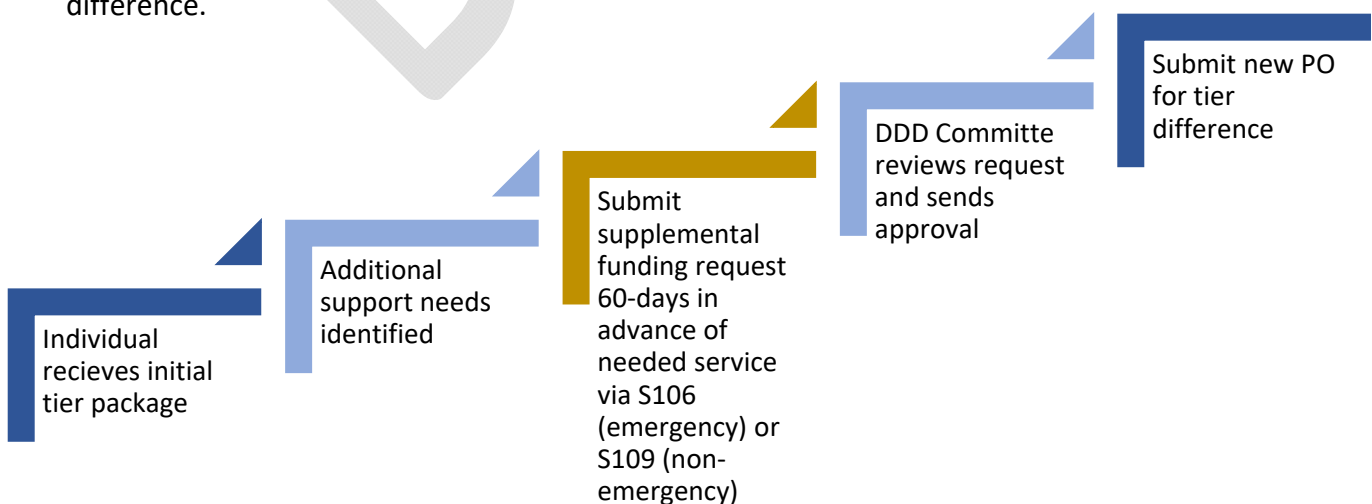 difference.
Individual
recieves initial
tier package
Additional
support needs
identified
Submit
supplemental
funding request
60-days in
advance of
needed service
via S106
(emergency) or
S109 (non-
emergency)
DDD Committe
reviews request
and sends
approval
Submit new PO
for tier
difference